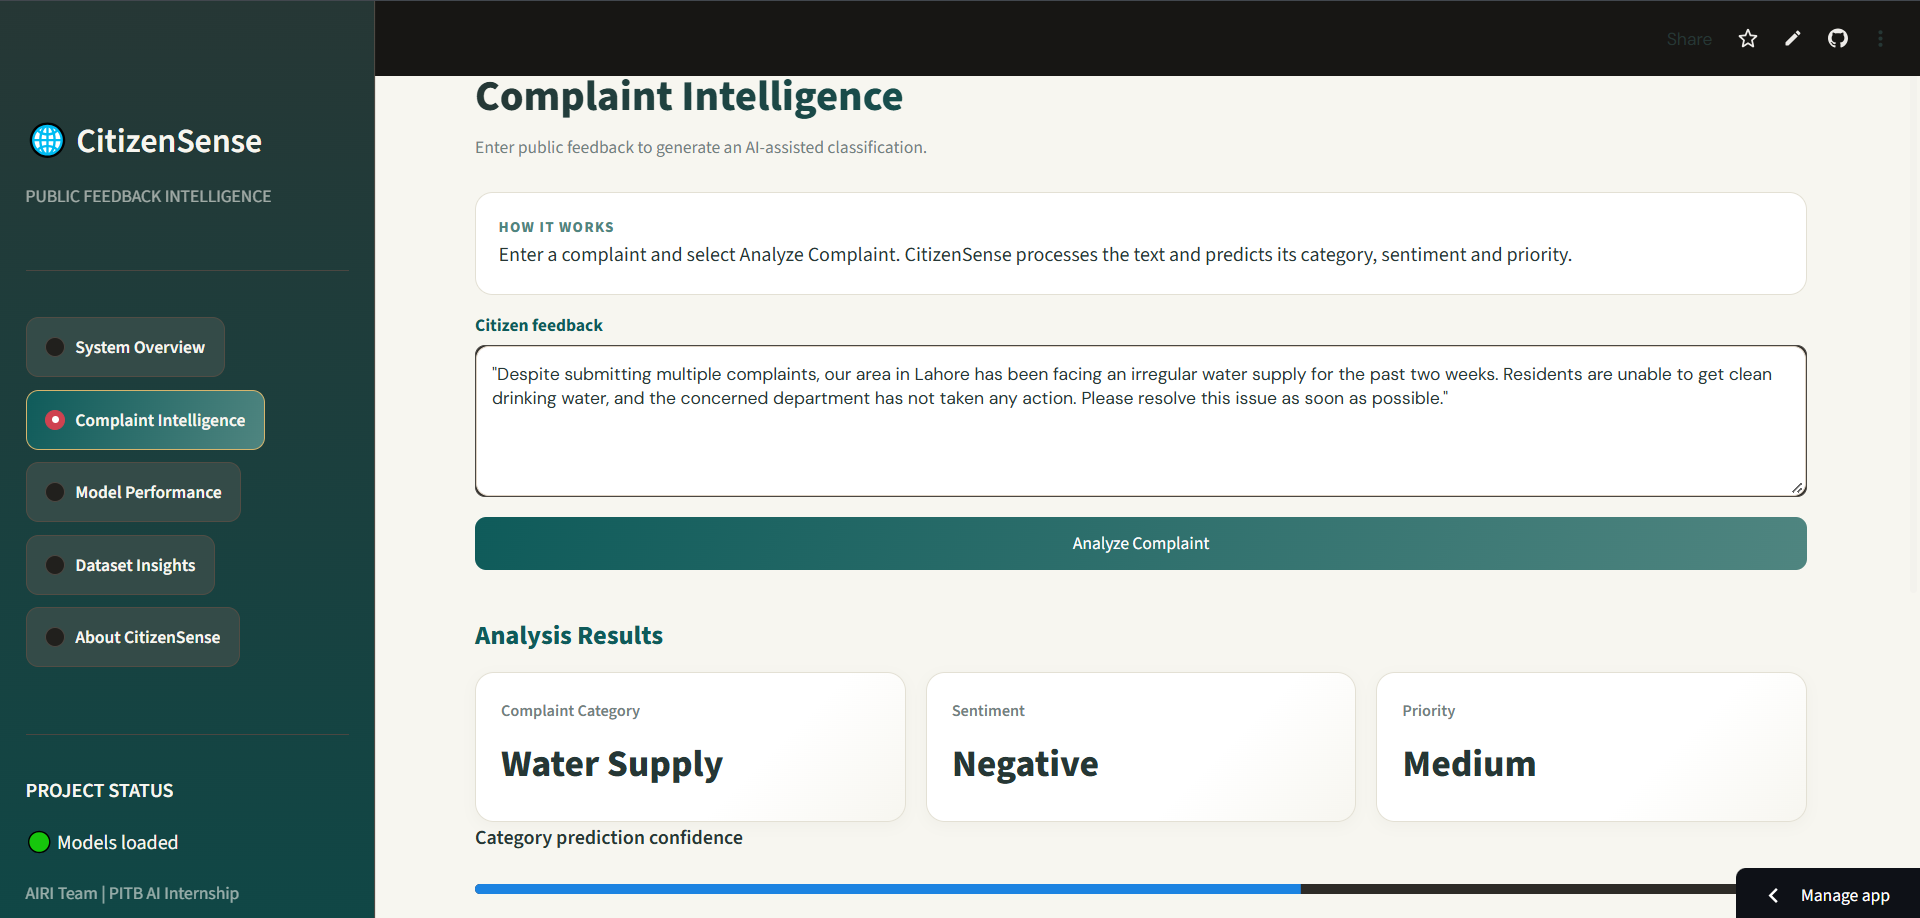 Share
CitizenSense
PUBLIC FEEDBACK INTELLIGENCE
System Overview
Complaint Intelligence
Model Performance
Dataset Insights
About CitizenSense
PROJECT STATUS
Models loaded
AIRI Team | PITB AI Internship
Complaint Intelligence
Enter public feedback to generate an AI-assisted classification.
HOW IT WORKS
Enter a complaint and select Analyze Complaint. CitizenSense processes the text and predicts its category, sentiment and priority.
Citizen feedback
"Despite submitting multiple complaints, our area in Lahore has been facing an irregular water supply for the past two weeks. Residents are unable to get clean
drinking water, and the concerned department has not taken any action. Please resolve this issue as soon as possible."
Analyze Complaint
Analysis Results
Complaint Category
Water Supply
Sentiment
Negative
Priority
Medium
Category prediction confidence
Manage app